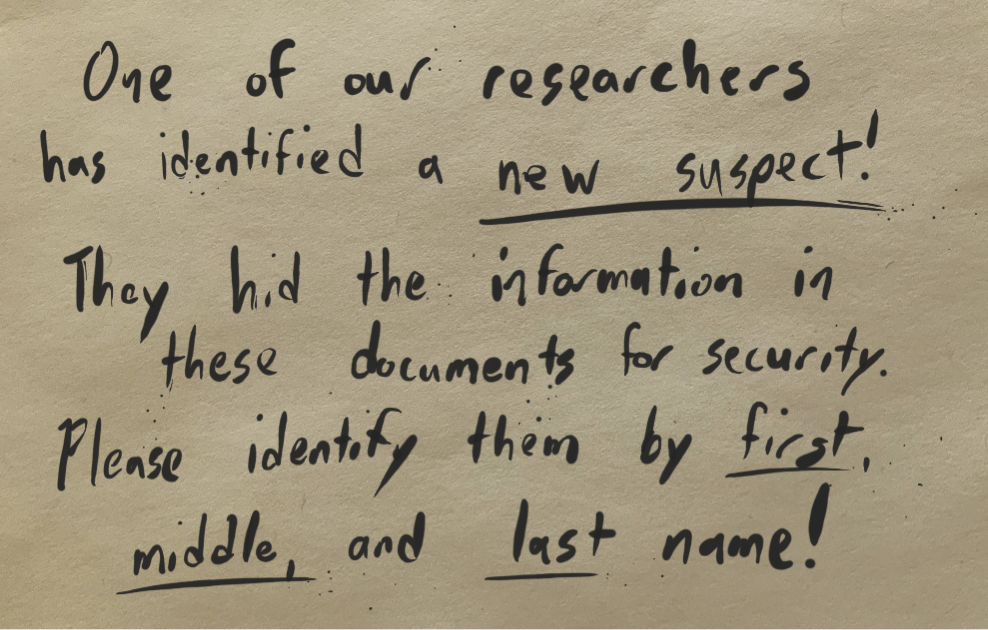 One of our researchers
has identified a new suspect!
They hid the information in
these documents for security.
Please identify them by first,
middle, and last name!